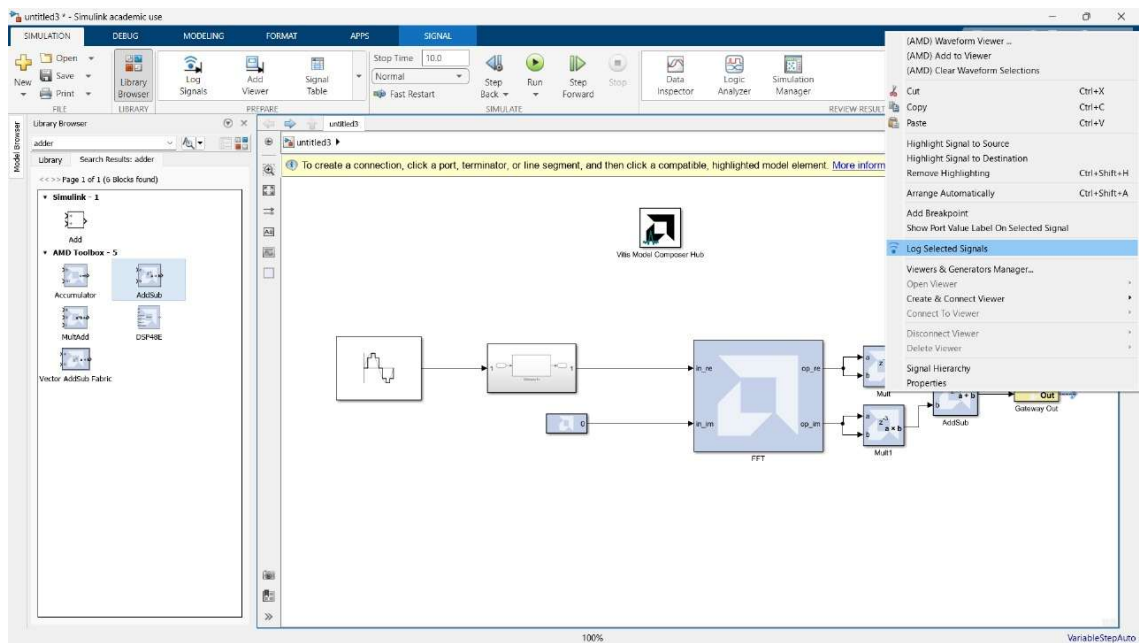 untitled3 * - Simulink academic use
SIMULATION DEBUG MODELING FORMAT APPS SIGNAL
New
Open
Save
Print
FILE
Library Browser
LIBRARY
Log Signals
Add Viewer
Signal Table
PREPARE
Stop Time 10.0
Normal
Fast Restart
Step Back
Run
Step Forward
Stop
SIMULATE
Data Inspector
Logic Analyzer
Simulation Manager
REVIEW RESULT
Model Browser
Library Browser
adder
Library Search Results: adder
<< >> Page 1 of 1 (6 Blocks found)
Simulink - 1
Add
AMD Toolbox - 5
Accumulator AddSub
MultAdd DSP48E
Vector AddSub Fabric
untitled3
untitled3
To create a connection, click a port, terminator, or line segment, and then click a compatible, highlighted model element. More inform
Vitis Model Composer Hub
1 1
0
in_re op_re
in_im op_im
FFT
a
b
Mult
a
b
a × b
Mult1
b
a + b
AddSub
Out
Gateway Out
(AMD) Waveform Viewer ...
(AMD) Add to Viewer
(AMD) Clear Waveform Selections
Cut Ctrl+X
Copy Ctrl+C
Paste Ctrl+V
Highlight Signal to Source
Highlight Signal to Destination
Remove Highlighting Ctrl+Shift+H
Arrange Automatically Ctrl+Shift+A
Add Breakpoint
Show Port Value Label On Selected Signal
Log Selected Signals
Viewers & Generators Manager...
Open Viewer
Create & Connect Viewer
Connect To Viewer
Disconnect Viewer
Delete Viewer
Signal Hierarchy
Properties
100%
VariableStepAuto